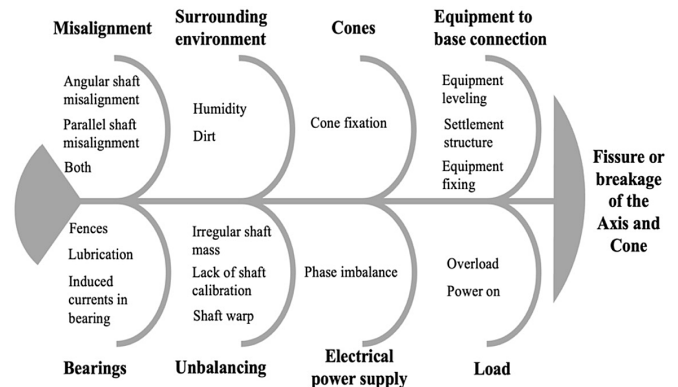 Misalignment
Surrounding
environment
Cones
Equipment to
base connection
Angular shaft
misalignment
Parallel shaft
misalignment
Both
Humidity
Dirt
Cone fixation
Equipment
leveling
Settlement
structure
Equipment
fixing
Fissure or
breakage
of the
Axis and
Cone
Fences
Lubrication
Induced
currents in
bearing
Irregular shaft
mass
Lack of shaft
calibration
Shaft warp
Phase imbalance
Overload
Power on
Bearings
Unbalancing
Electrical
power supply
Load